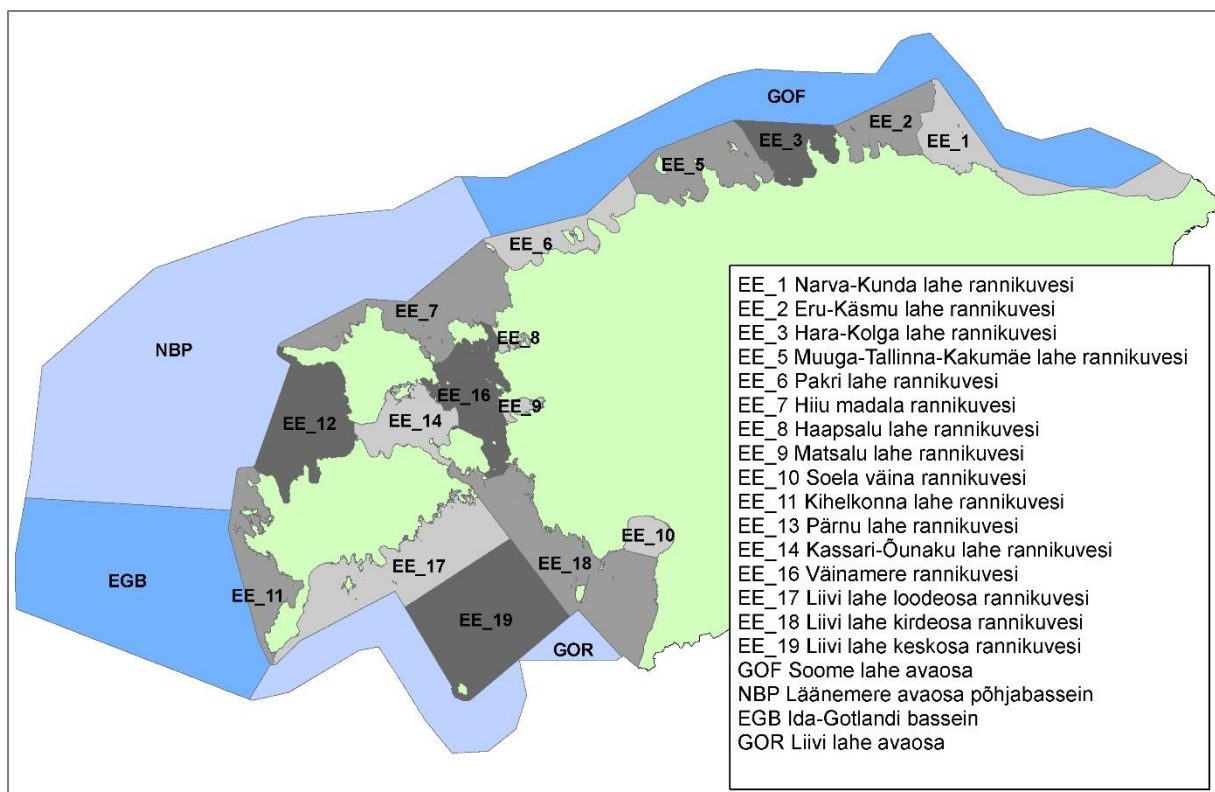 GOF
EE_2
EE_3
EE_1
EE_5
EE_6
EE_7
EE_8
NBP
EE_16
EE_9
EE_14
EE_12
EE_10
EE_17
EE_18
EGB
EE_11
EE_19
GOR
EE_1 Narva-Kunda lahe rannikuvesi
EE_2 Eru-Käsmu lahe rannikuvesi
EE_3 Hara-Kolga lahe rannikuvesi
EE_5 Muuga-Tallinna-Kakumäe lahe rannikuvesi
EE_6 Pakri lahe rannikuvesi
EE_7 Hiiu madala rannikuvesi
EE_8 Haapsalu lahe rannikuvesi
EE_9 Matsalu lahe rannikuvesi
EE_10 Soela väina rannikuvesi
EE_11 Kihelkonna lahe rannikuvesi
EE_13 Pärnu lahe rannikuvesi
EE_14 Kassari-Õunaku lahe rannikuvesi
EE_16 Väinamere rannikuvesi
EE_17 Liivi lahe loodeosa rannikuvesi
EE_18 Liivi lahe kirdeosa rannikuvesi
EE_19 Liivi lahe keskosa rannikuvesi
GOF Soome lahe avaosa
NBP Läänemere avaosa põhjabassein
EGB Ida-Gotlandi bassein
GOR Liivi lahe avaosa